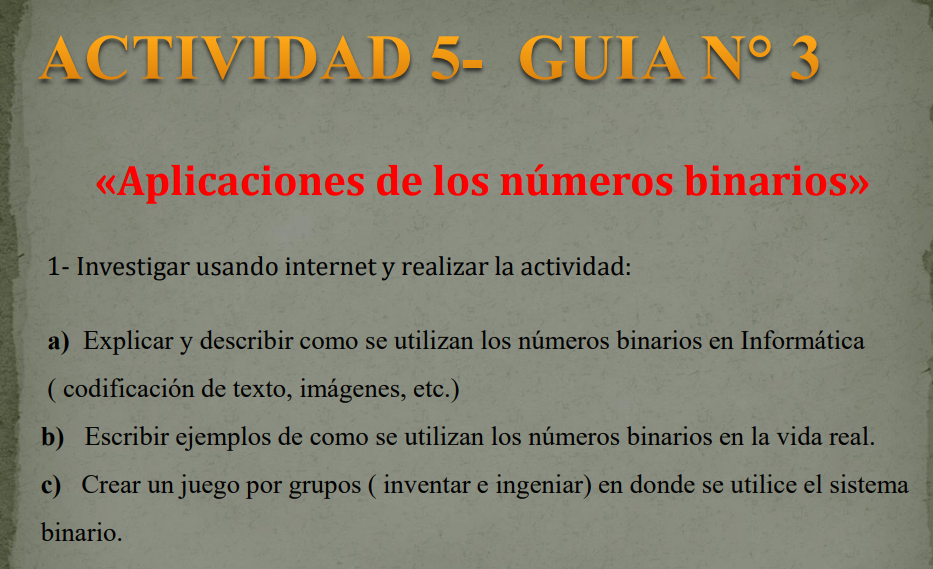 ACTIVIDAD 5- GUIA N° 3
«Aplicaciones de los números binarios»
1- Investigar usando internet y realizar la actividad:
a) Explicar y describir como se utilizan los números binarios en Informática
( codificación de texto, imágenes, etc.)
b) Escribir ejemplos de como se utilizan los números binarios en la vida real.
c) Crear un juego por grupos ( inventar e ingeniar) en donde se utilice el sistema
binario.